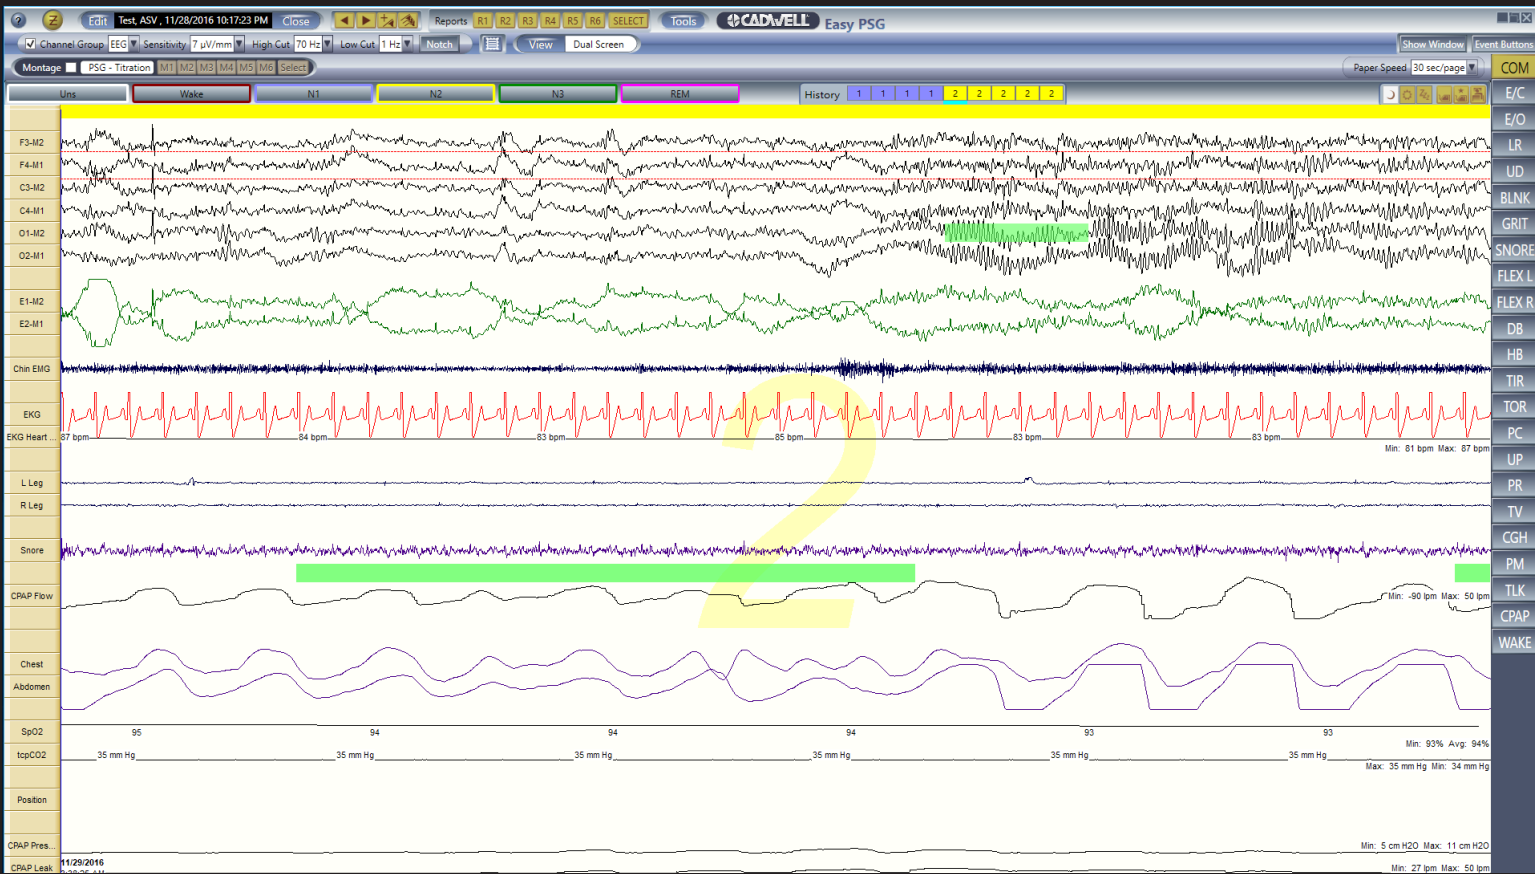 ? Z Edit Test, ASV , 11/28/2016 10:17:23 PM Close Reports R1 R2 R3 R4 R5 R6 SELECT Tools CADWELL Easy PSG
Channel Group EEG Sensitivity 7 µV/mm High Cut 70 Hz Low Cut 1 Hz Notch View Dual Screen Show Window Event Buttons
Montage PSG - Titration M1 M2 M3 M4 M5 M6 Select Paper Speed 30 sec/page COM
Uns Wake N1 N2 N3 REM History 1 1 1 1 2 2 2 2 2 E/C
E/O
F3-M2 LR
F4-M1 UD
C3-M2
C4-M1 BLNK
O1-M2 GRIT
O2-M1 SNORE
FLEX L
E1-M2 FLEX R
E2-M1 DB
HB
Chin EMG TIR
TOR
EKG
EKG Heart ... 87 bpm 84 bpm 83 bpm 85 bpm 83 bpm 83 bpm PC
Min: 81 bpm Max: 87 bpm
UP
L Leg PR
R Leg TV
CGH
Snore PM
2
CPAP Flow Min: -90 lpm Max: 50 lpm TLK
CPAP
WAKE
Chest
Abdomen
SpO2 95 94 94 94 93 93
Min: 93% Avg: 94%
tcpCO2 35 mm Hg 35 mm Hg 35 mm Hg 35 mm Hg 35 mm Hg 35 mm Hg
Max: 35 mm Hg Min: 34 mm Hg
Position
CPAP Pres... Min: 5 cm H2O Max: 11 cm H2O
11/29/2016
CPAP Leak Min: 27 lpm Max: 50 lpm